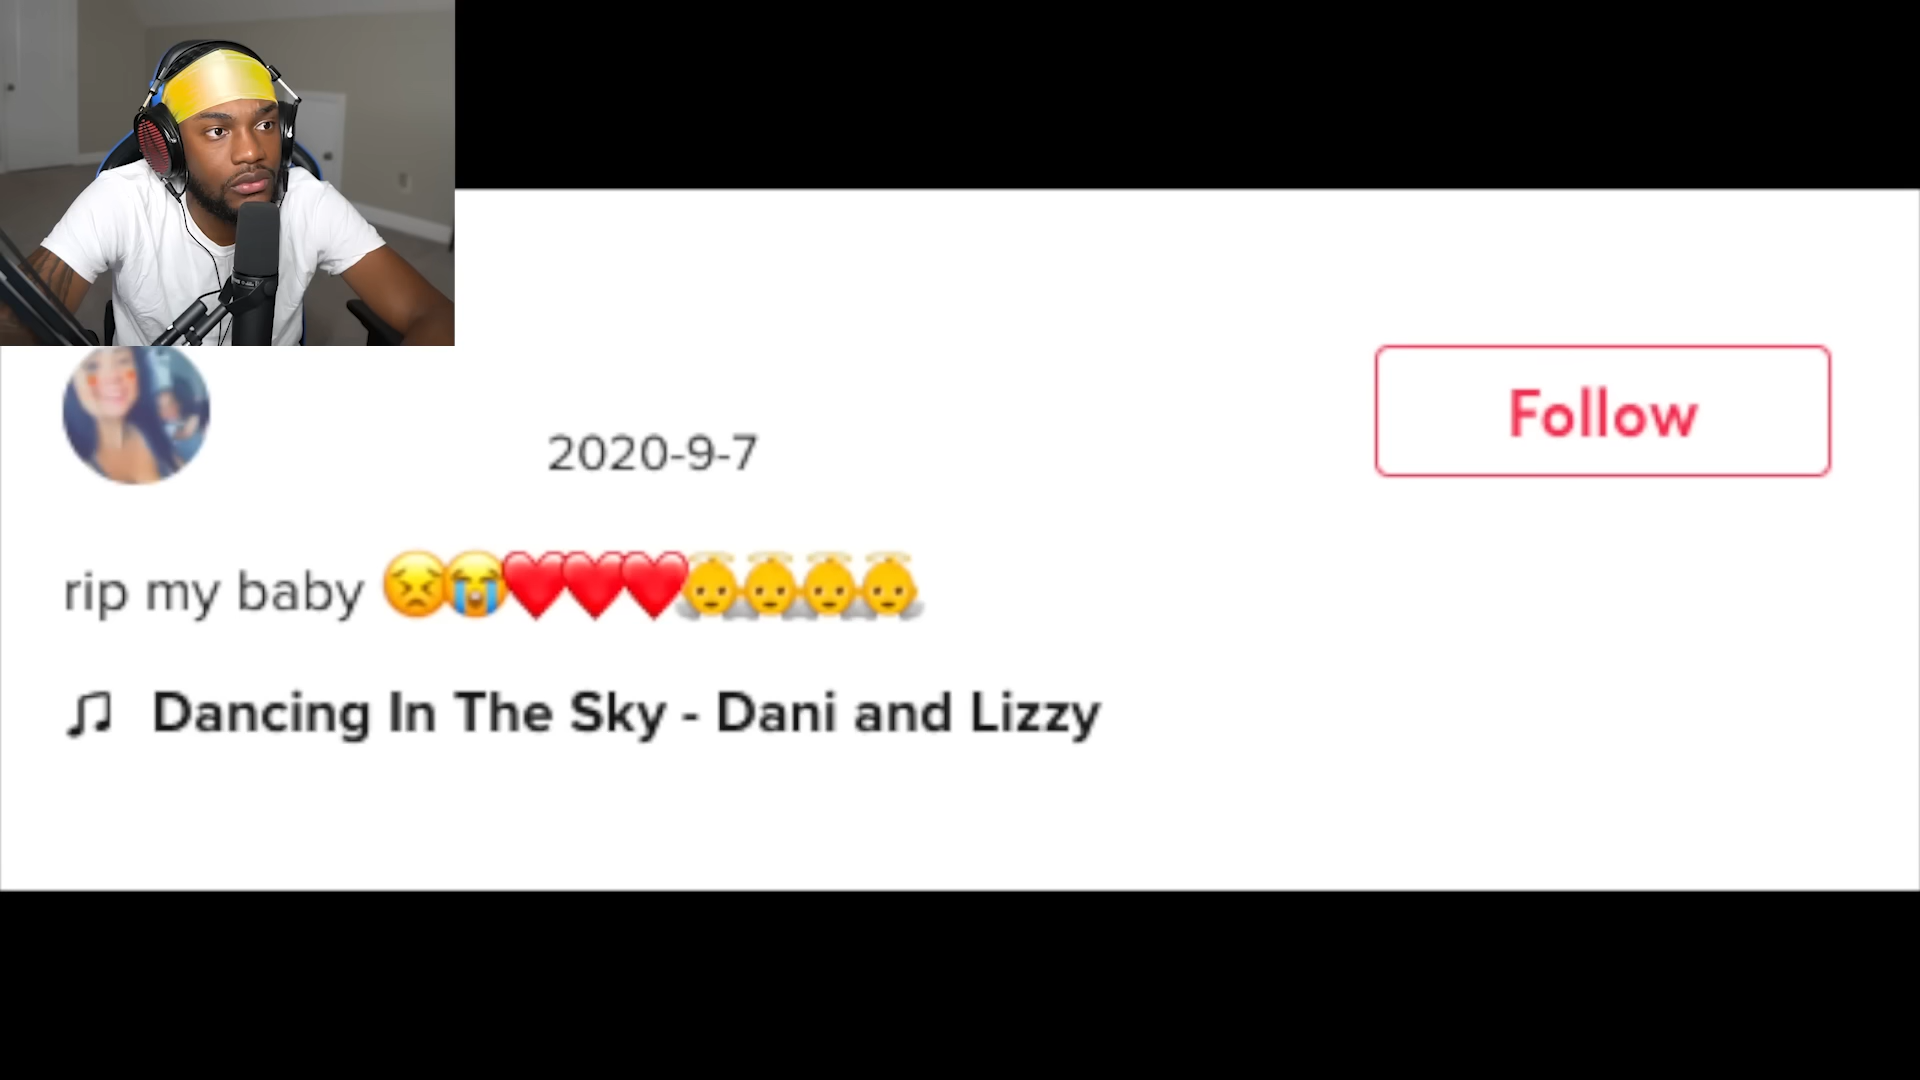 2020-9-7
Follow
rip my baby 😣😭❤️❤️❤️👼👼👼👼
♫ Dancing In The Sky - Dani and Lizzy